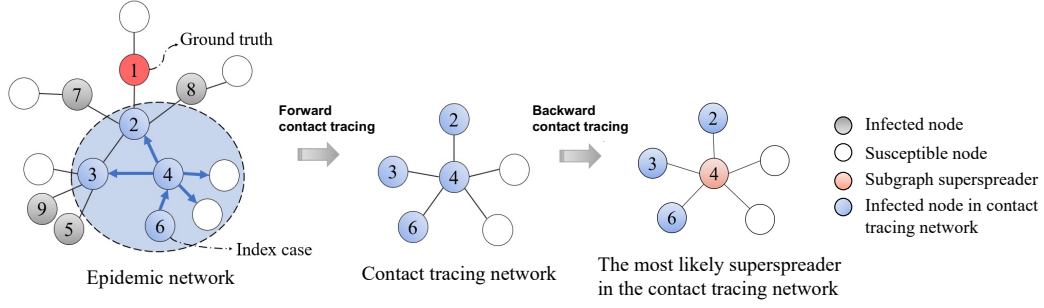 Ground truth
1
7
8
2
3
4
9
5
6
Index case
Epidemic network
Forward
contact tracing
2
3
4
6
Contact tracing network
Backward
contact tracing
2
3
4
6
The most likely superspreader
in the contact tracing network
Infected node
Susceptible node
Subgraph superspreader
Infected node in contact
tracing network